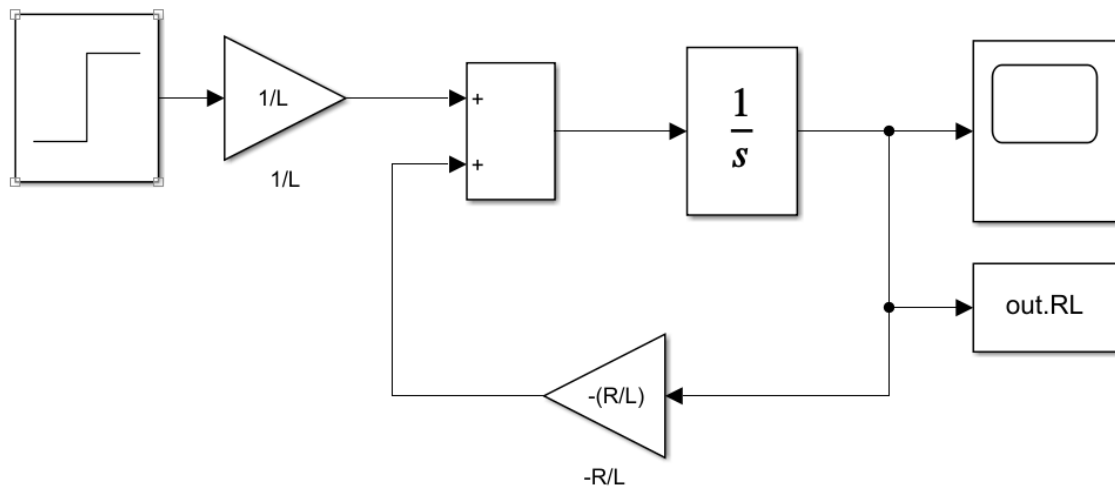 1/L
1/L
+
+
1
s
out.RL
-(R/L)
-R/L